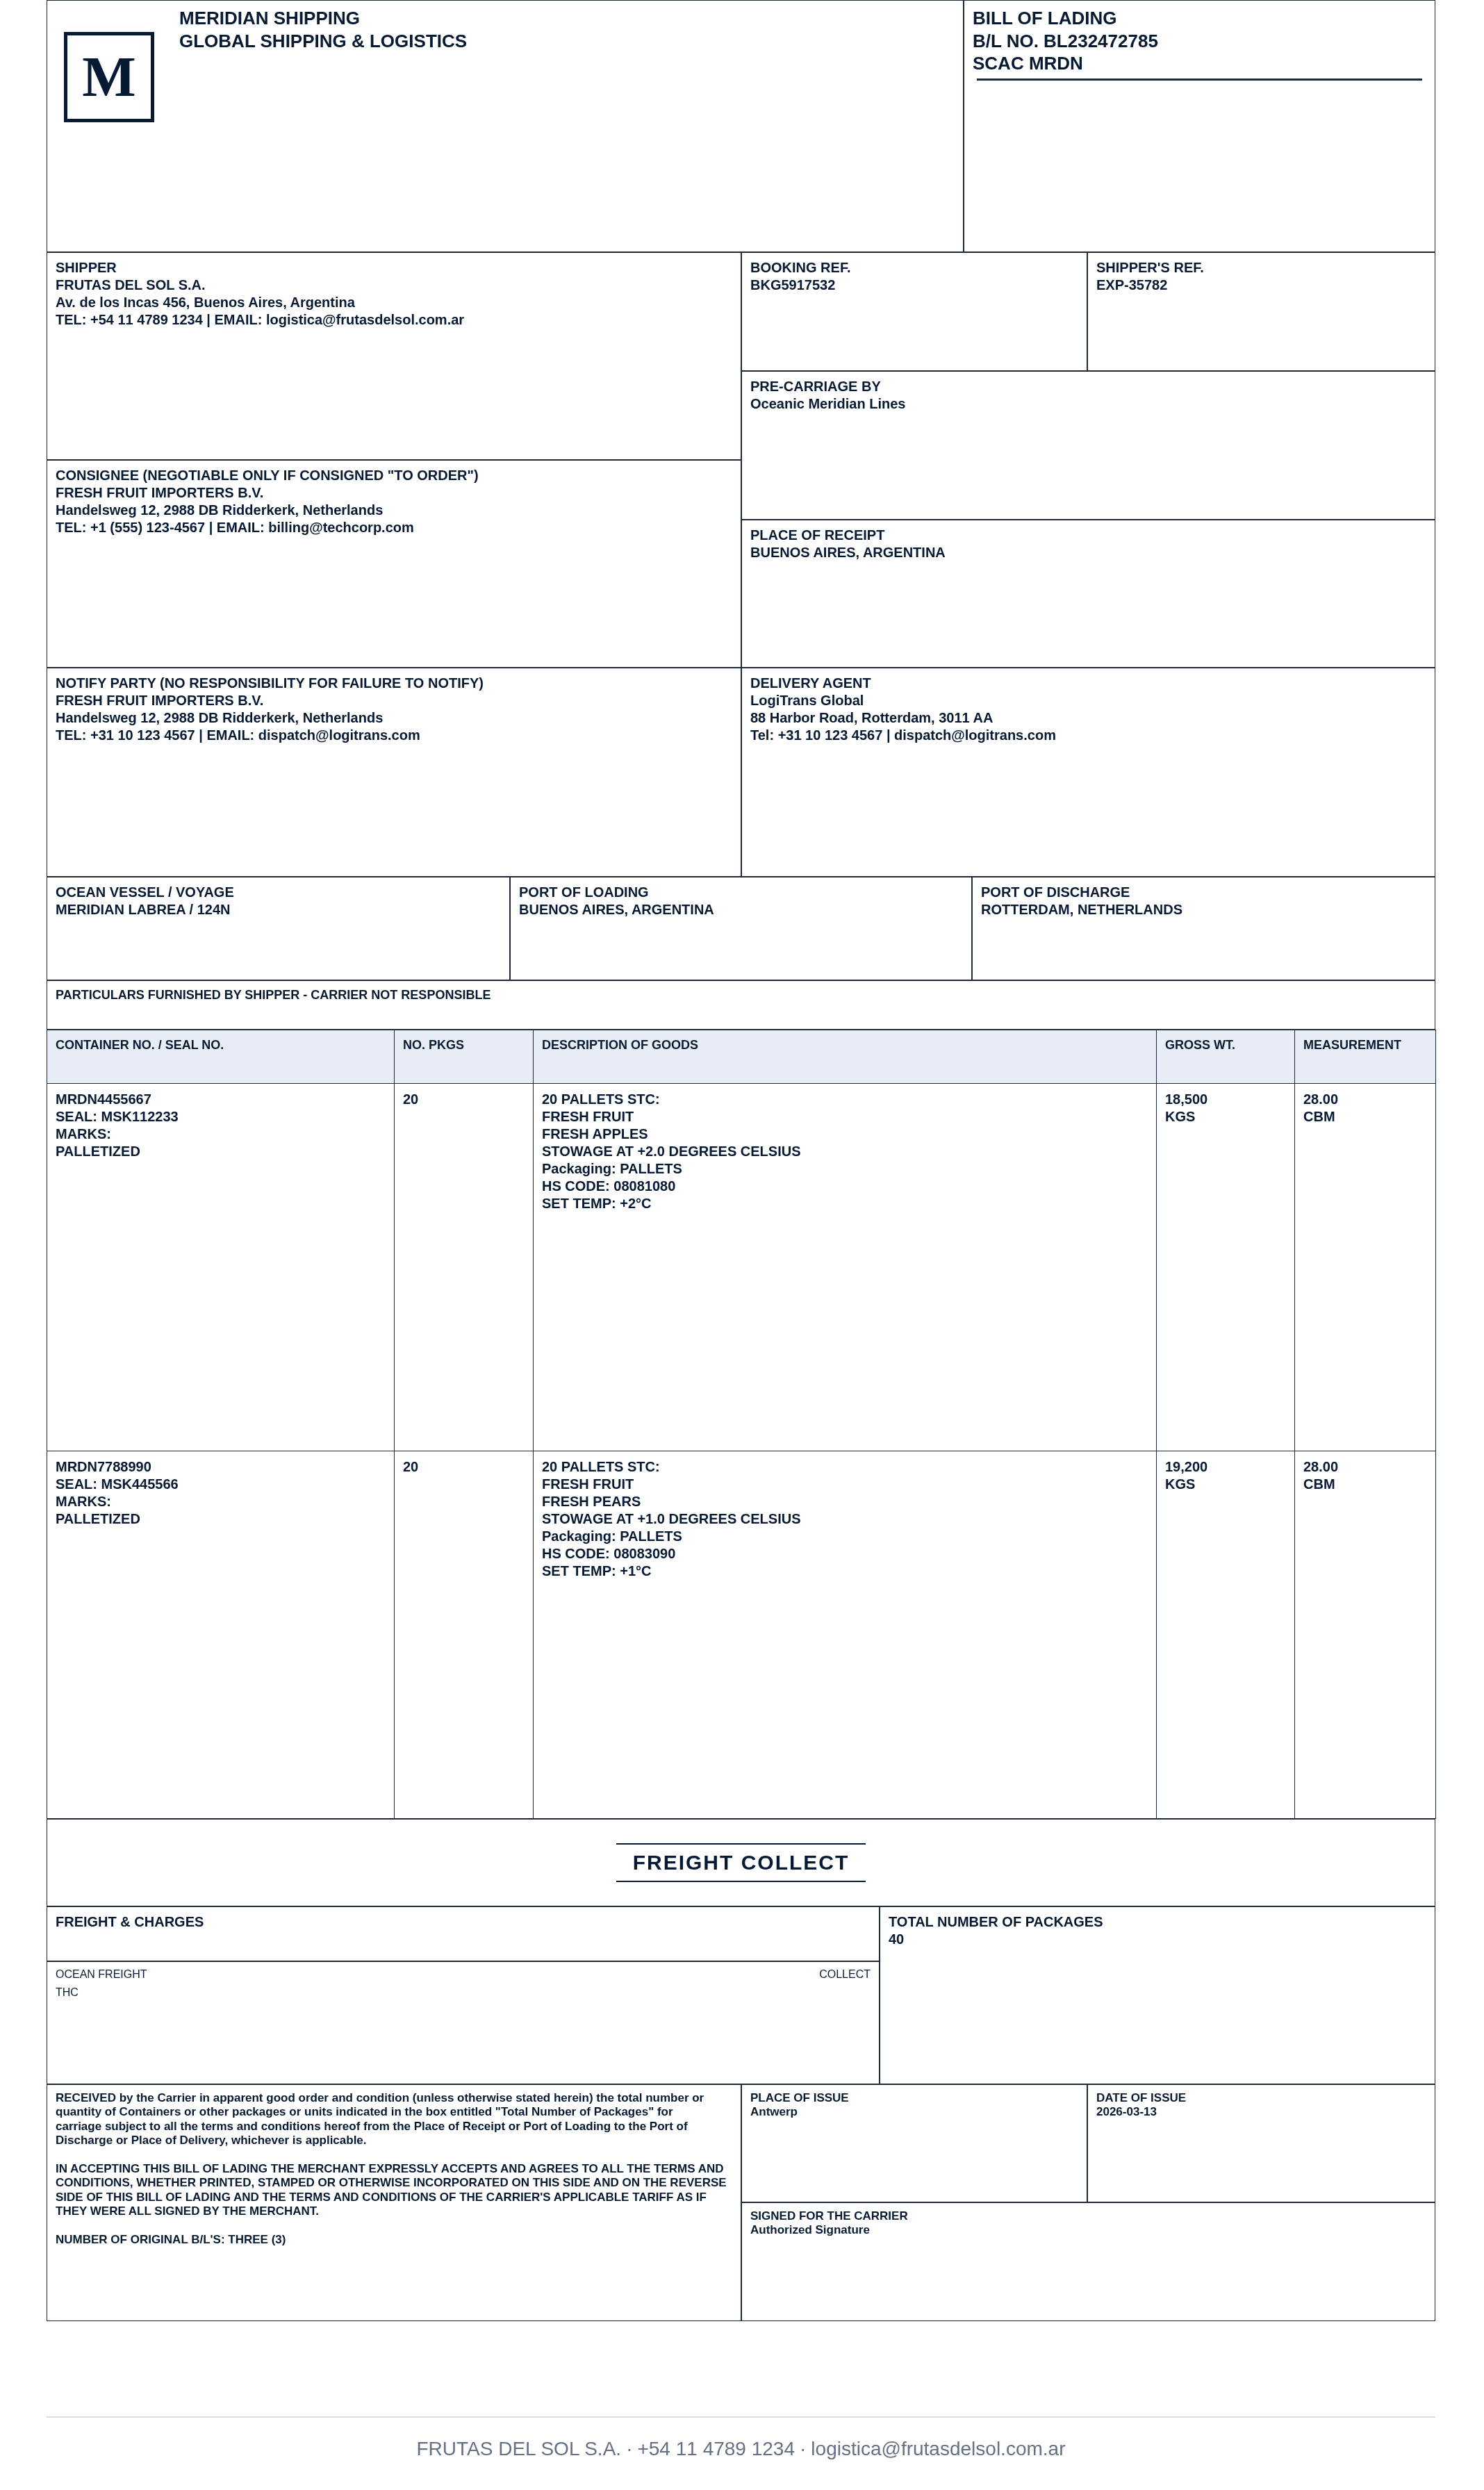 M
MERIDIAN SHIPPING
GLOBAL SHIPPING & LOGISTICS
BILL OF LADING
B/L NO. BL232472785
SCAC MRDN
SHIPPER
FRUTAS DEL SOL S.A.
Av. de los Incas 456, Buenos Aires, Argentina
TEL: +54 11 4789 1234 | EMAIL: logistica@frutasdelsol.com.ar
BOOKING REF.
BKG5917532
SHIPPER'S REF.
EXP-35782
PRE-CARRIAGE BY
Oceanic Meridian Lines
CONSIGNEE (NEGOTIABLE ONLY IF CONSIGNED "TO ORDER")
FRESH FRUIT IMPORTERS B.V.
Handelsweg 12, 2988 DB Ridderkerk, Netherlands
TEL: +1 (555) 123-4567 | EMAIL: billing@techcorp.com
PLACE OF RECEIPT
BUENOS AIRES, ARGENTINA
NOTIFY PARTY (NO RESPONSIBILITY FOR FAILURE TO NOTIFY)
FRESH FRUIT IMPORTERS B.V.
Handelsweg 12, 2988 DB Ridderkerk, Netherlands
TEL: +31 10 123 4567 | EMAIL: dispatch@logitrans.com
DELIVERY AGENT
LogiTrans Global
88 Harbor Road, Rotterdam, 3011 AA
Tel: +31 10 123 4567 | dispatch@logitrans.com
OCEAN VESSEL / VOYAGE
MERIDIAN LABREA / 124N
PORT OF LOADING
BUENOS AIRES, ARGENTINA
PORT OF DISCHARGE
ROTTERDAM, NETHERLANDS
PARTICULARS FURNISHED BY SHIPPER - CARRIER NOT RESPONSIBLE
CONTAINER NO. / SEAL NO.
NO. PKGS
DESCRIPTION OF GOODS
GROSS WT.
MEASUREMENT
MRDN4455667
SEAL: MSK112233
MARKS:
PALLETIZED
20
20 PALLETS STC:
FRESH FRUIT
FRESH APPLES
STOWAGE AT +2.0 DEGREES CELSIUS
Packaging: PALLETS
HS CODE: 08081080
SET TEMP: +2°C
18,500
KGS
28.00
CBM
MRDN7788990
SEAL: MSK445566
MARKS:
PALLETIZED
20
20 PALLETS STC:
FRESH FRUIT
FRESH PEARS
STOWAGE AT +1.0 DEGREES CELSIUS
Packaging: PALLETS
HS CODE: 08083090
SET TEMP: +1°C
19,200
KGS
28.00
CBM
FREIGHT COLLECT
FREIGHT & CHARGES
OCEAN FREIGHT COLLECT
THC
TOTAL NUMBER OF PACKAGES
40
RECEIVED by the Carrier in apparent good order and condition (unless otherwise stated herein) the total number or
quantity of Containers or other packages or units indicated in the box entitled "Total Number of Packages" for
carriage subject to all the terms and conditions hereof from the Place of Receipt or Port of Loading to the Port of
Discharge or Place of Delivery, whichever is applicable.
IN ACCEPTING THIS BILL OF LADING THE MERCHANT EXPRESSLY ACCEPTS AND AGREES TO ALL THE TERMS AND
CONDITIONS, WHETHER PRINTED, STAMPED OR OTHERWISE INCORPORATED ON THIS SIDE AND ON THE REVERSE
SIDE OF THIS BILL OF LADING AND THE TERMS AND CONDITIONS OF THE CARRIER'S APPLICABLE TARIFF AS IF
THEY WERE ALL SIGNED BY THE MERCHANT.
NUMBER OF ORIGINAL B/L'S: THREE (3)
PLACE OF ISSUE
Antwerp
DATE OF ISSUE
2026-03-13
SIGNED FOR THE CARRIER
Authorized Signature
FRUTAS DEL SOL S.A. · +54 11 4789 1234 · logistica@frutasdelsol.com.ar